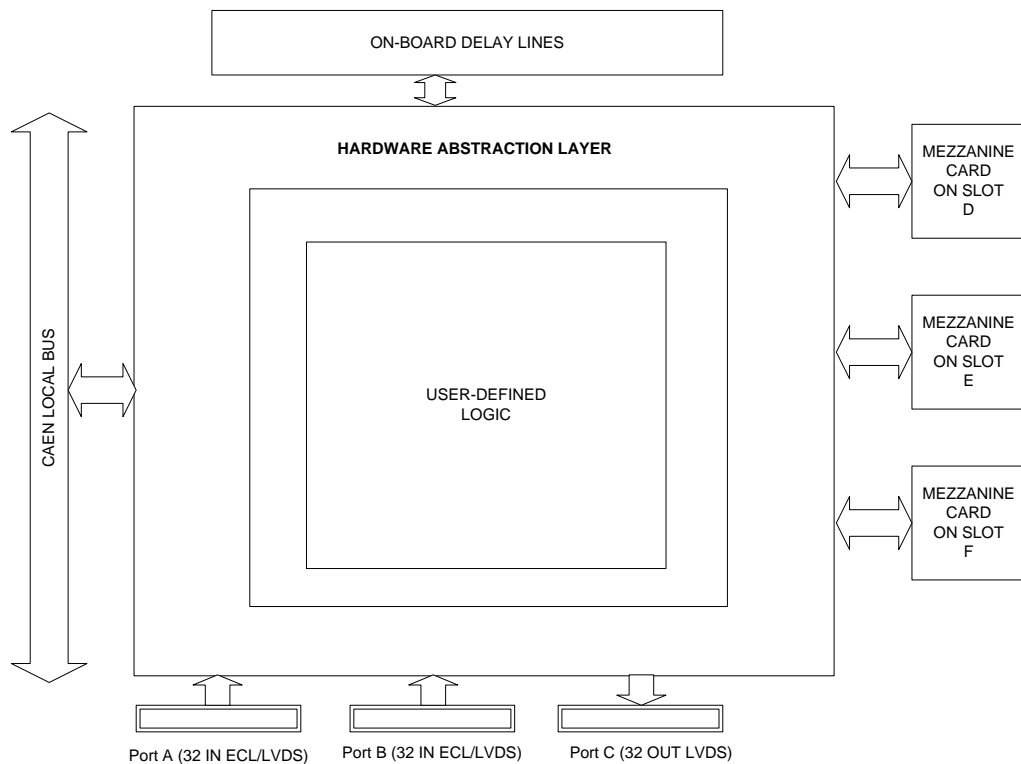 ON-BOARD DELAY LINES
HARDWARE ABSTRACTION LAYER
MEZZANINE
CARD
ON SLOT
D
CAEN LOCAL BUS
USER-DEFINED
LOGIC
MEZZANINE
CARD
ON SLOT
E
MEZZANINE
CARD
ON SLOT
F
Port A (32 IN ECL/LVDS)
Port B (32 IN ECL/LVDS)
Port C (32 OUT LVDS)